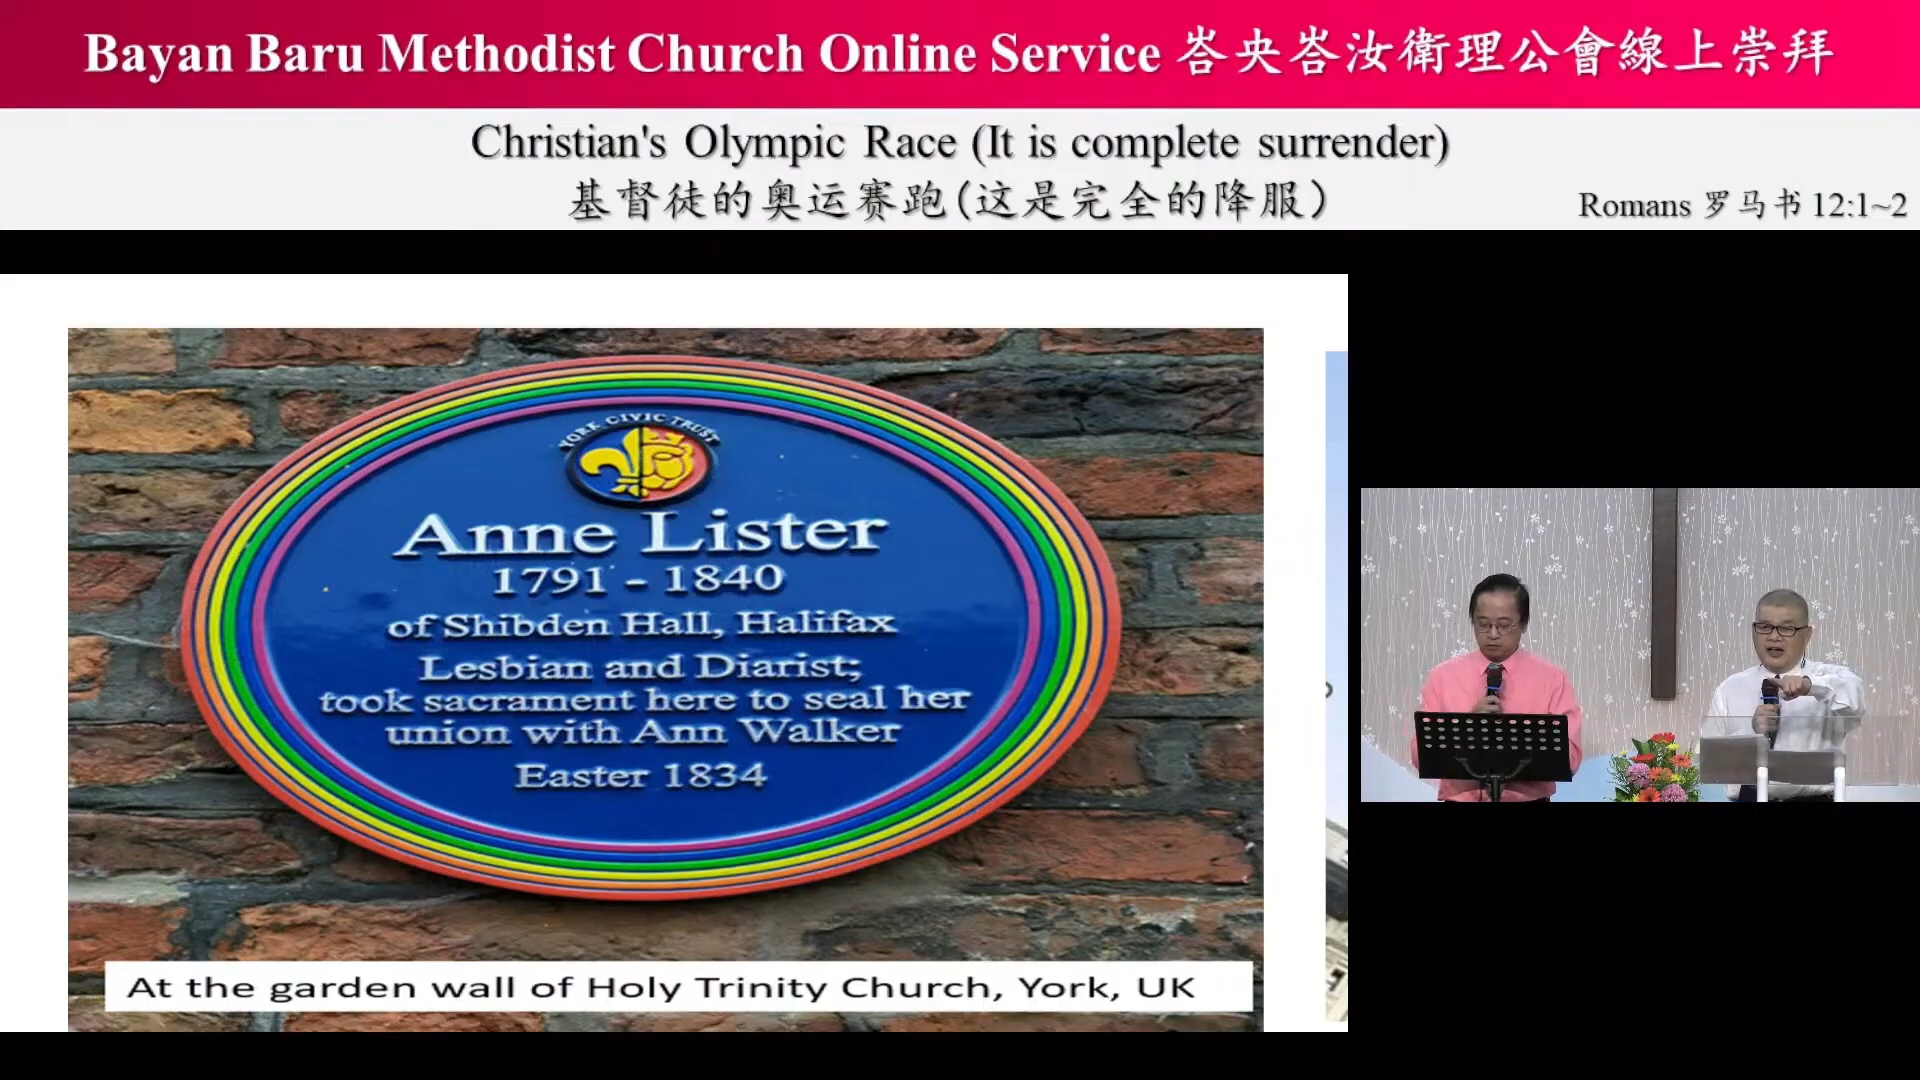 Bayan Baru Methodist Church Online Service 峇央峇汝衛理公會線上崇拜
Christian's Olympic Race (It is complete surrender)
基督徒的奥运赛跑(这是完全的降服)
Romans 罗马书 12:1~2
YORK CIVIC TRUST
Anne Lister
1791 - 1840
of Shibden Hall, Halifax
Lesbian and Diarist;
took sacrament here to seal her
union with Ann Walker
Easter 1834
At the garden wall of Holy Trinity Church, York, UK